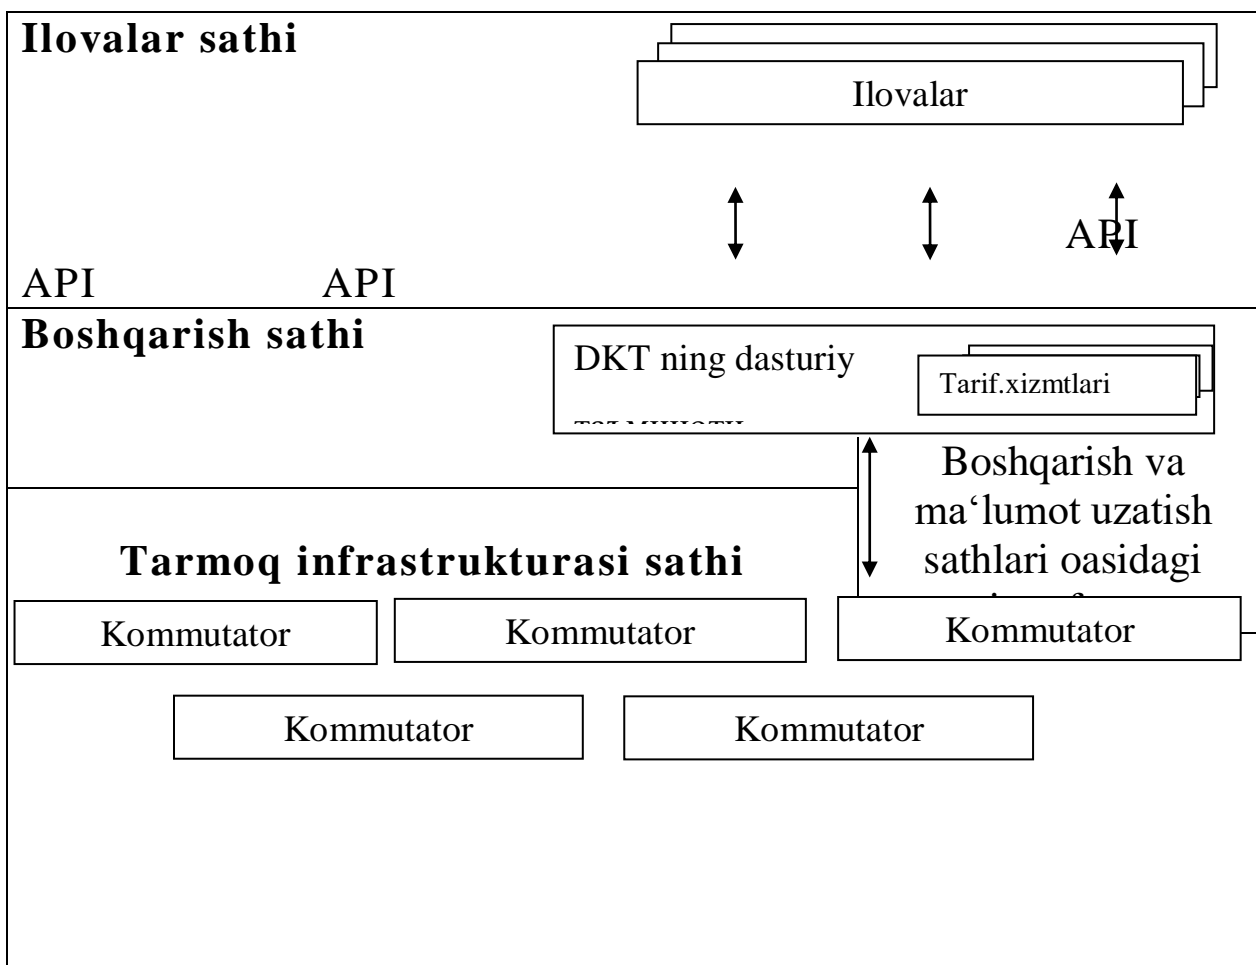 Ilovalar sathi
Ilovalar
API
API API
Boshqarish sathi
DKT ning dasturiy
Tarif.xizmtlari
Boshqarish va
ma‘lumot uzatish
sathlari oasidagi
Tarmoq infrastrukturasi sathi
Kommutator
Kommutator
Kommutator
Kommutator
Kommutator